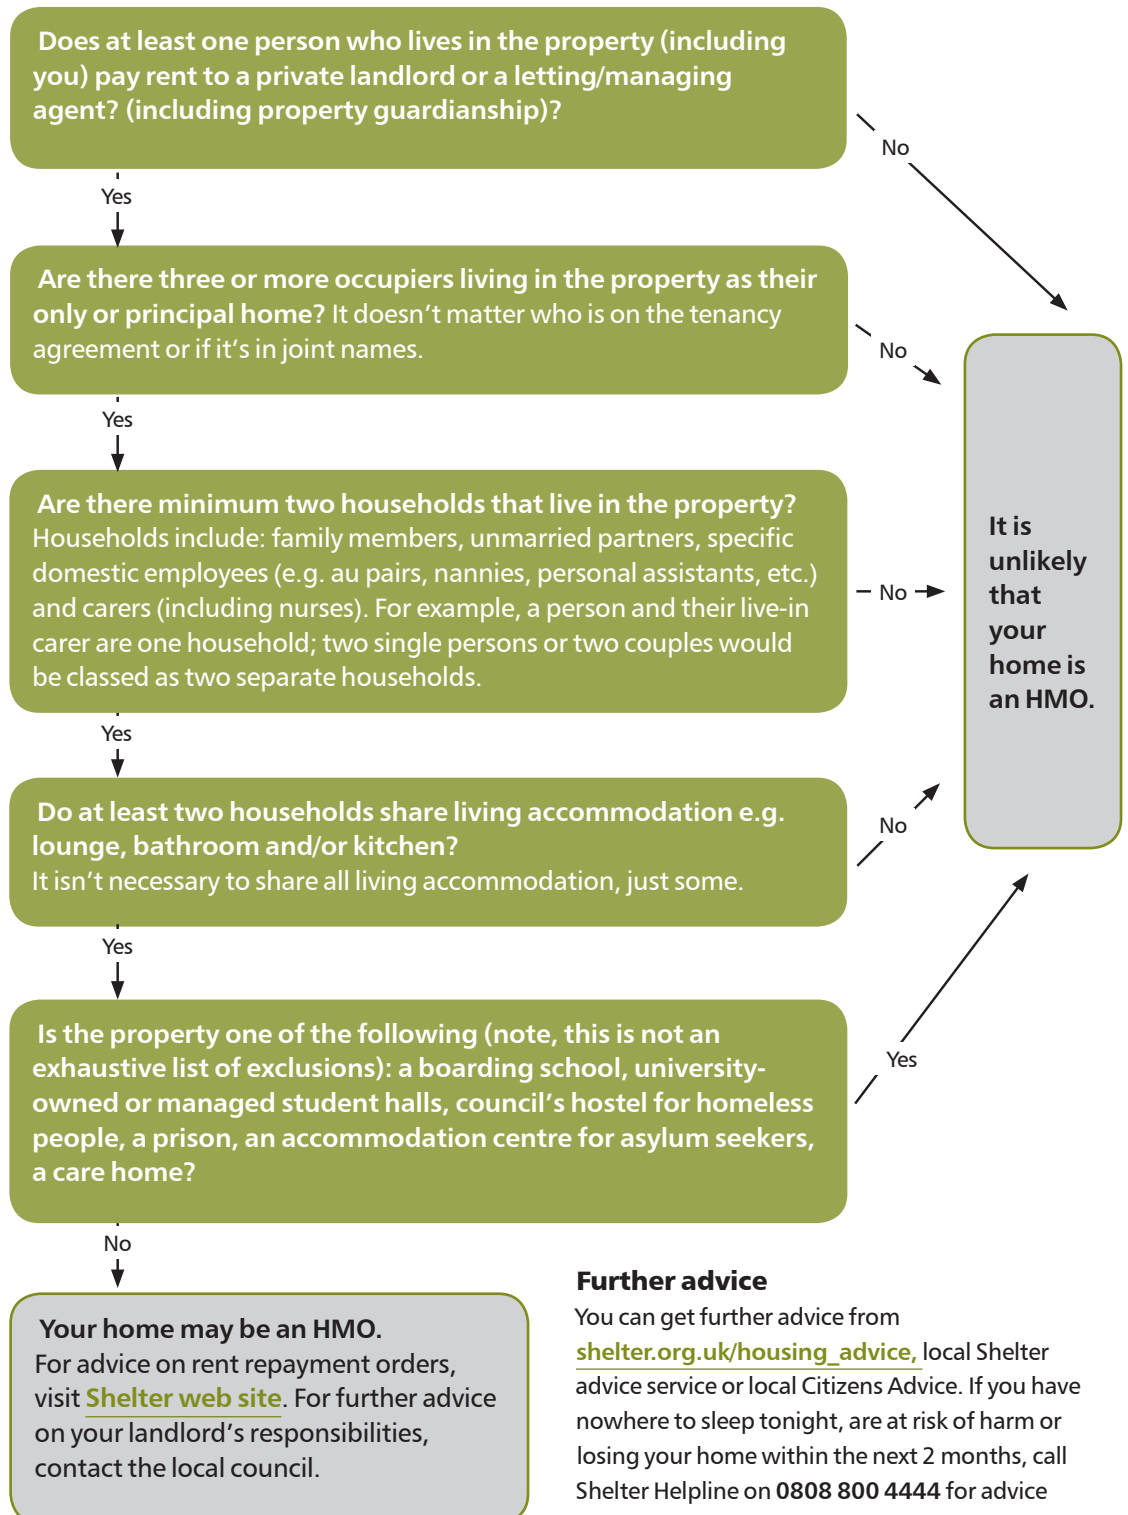 Does at least one person who lives in the property (including
you) pay rent to a private landlord or a letting/managing
agent? (including property guardianship)?
No
Yes
Are there three or more occupiers living in the property as their
only or principal home? It doesn’t matter who is on the tenancy
agreement or if it’s in joint names.
No
Yes
Are there minimum two households that live in the property?
Households include: family members, unmarried partners, specific
domestic employees (e.g. au pairs, nannies, personal assistants, etc.)
and carers (including nurses). For example, a person and their live-in
carer are one household; two single persons or two couples would
be classed as two separate households.
No
It is
unlikely
that
your
home is
an HMO.
Yes
Do at least two households share living accommodation e.g.
lounge, bathroom and/or kitchen?
It isn’t necessary to share all living accommodation, just some.
No
Yes
Is the property one of the following (note, this is not an
exhaustive list of exclusions): a boarding school, university-
owned or managed student halls, council’s hostel for homeless
people, a prison, an accommodation centre for asylum seekers,
a care home?
Yes
No
Your home may be an HMO.
For advice on rent repayment orders,
visit Shelter web site. For further advice
on your landlord’s responsibilities,
contact the local council.
Further advice
You can get further advice from
shelter.org.uk/housing_advice, local Shelter
advice service or local Citizens Advice. If you have
nowhere to sleep tonight, are at risk of harm or
losing your home within the next 2 months, call
Shelter Helpline on 0808 800 4444 for advice